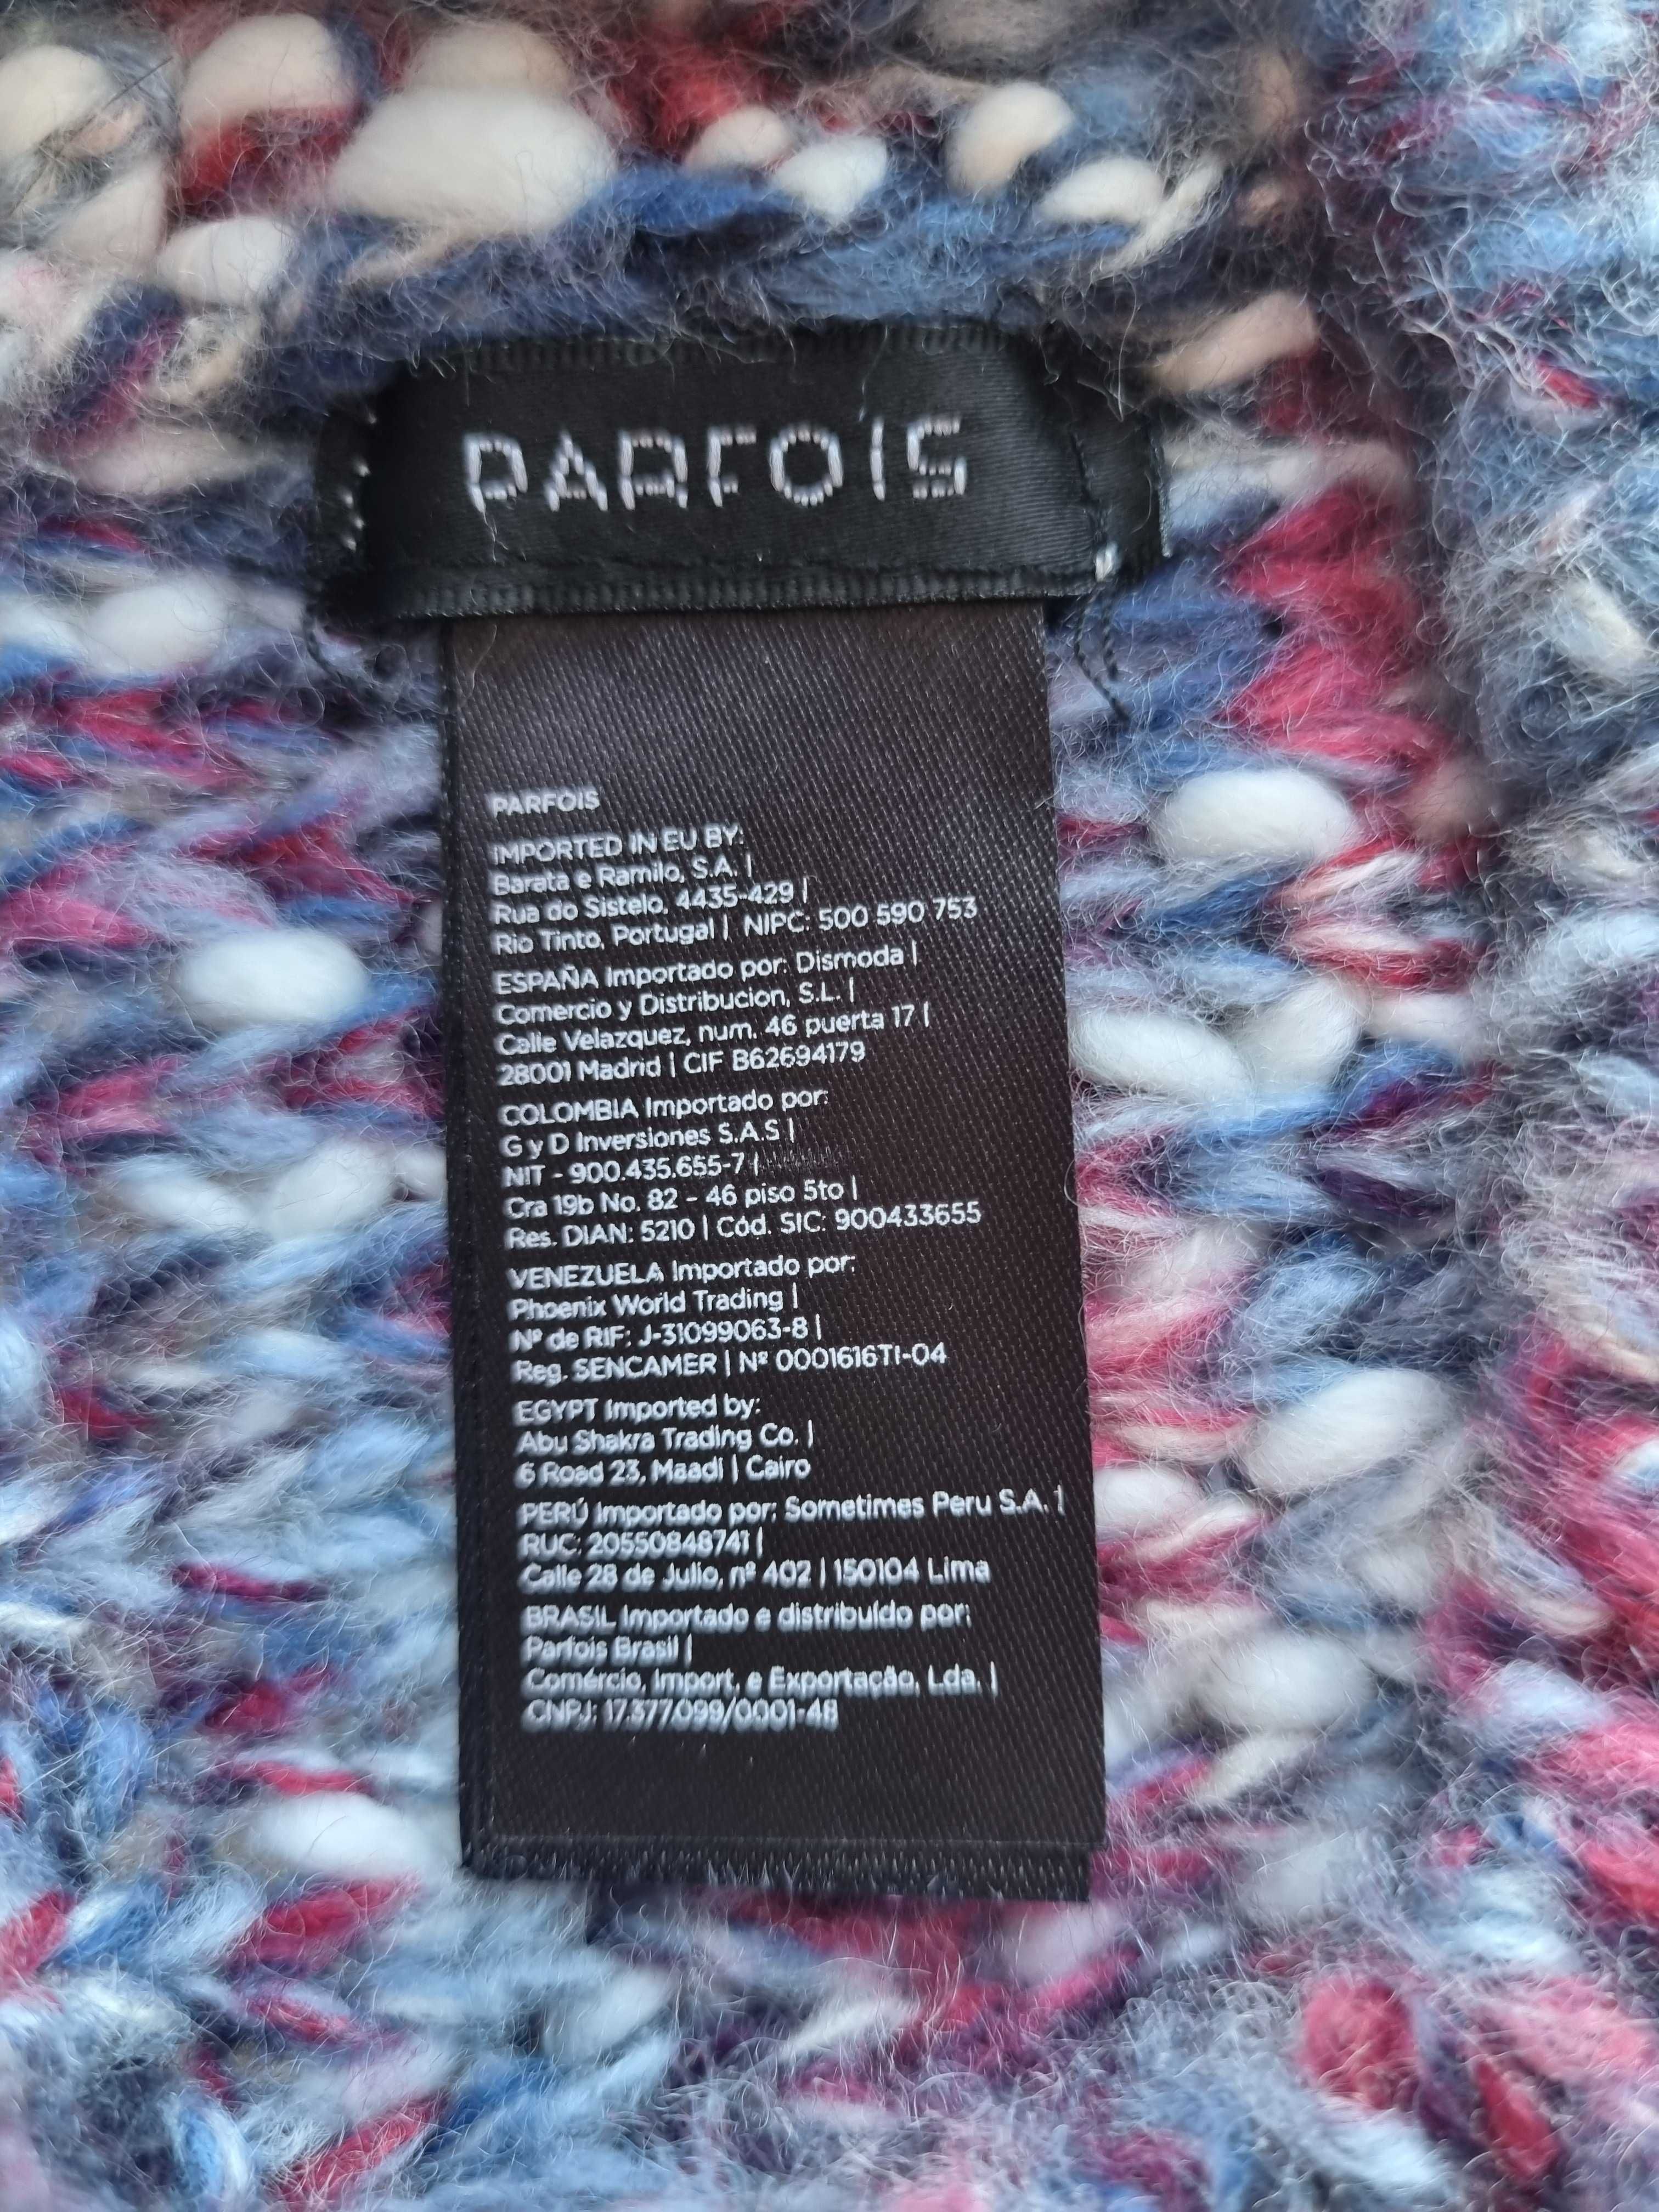 PARFOIS
PARFOIS
IMPORTED IN EU BY:
Barata e Ramilo, S.A. |
Rua do Sistelo, 4435-429 |
Rio Tinto, Portugal | NIPC: 500 590 753
ESPAÑA Importado por: Dismoda |
Comercio y Distribucion, S.L. |
Calle Velazquez, num. 46 puerta 17 |
28001 Madrid | CIF B62694179
COLOMBIA Importado por:
G y D Inversiones S.A.S |
NIT - 900.435.655-7 |
Cra 19b No. 82 - 46 piso 5to |
Res. DIAN: 5210 | Cód. SIC: 900433655
VENEZUELA Importado por:
Phoenix World Trading |
Nº de RIF: J-31099063-8 |
Reg. SENCAMER | Nº 0001616TI-04
EGYPT Imported by:
Abu Shakra Trading Co. |
6 Road 23, Maadi | Cairo
PERÚ Importado por: Sometimes Peru S.A. |
RUC: 20550848741 |
Calle 28 de Julio, nº 402 | 150104 Lima
BRASIL Importado e distribuído por:
Parfois Brasil |
Comércio, Import. e Exportação, Lda. |
CNPJ: 17.377.099/0001-48